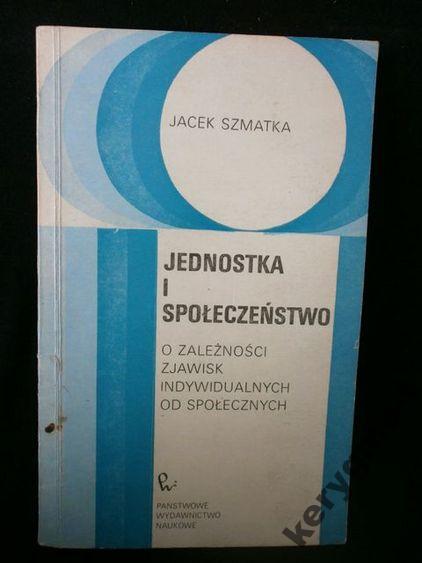 JACEK SZMATKA
JEDNOSTKA
I
SPOŁECZEŃSTWO
O ZALEŻNOŚCI
ZJAWISK
INDYWIDUALNYCH
OD SPOŁECZNYCH
PAŃSTWOWE
WYDAWNICTWO
NAUKOWE